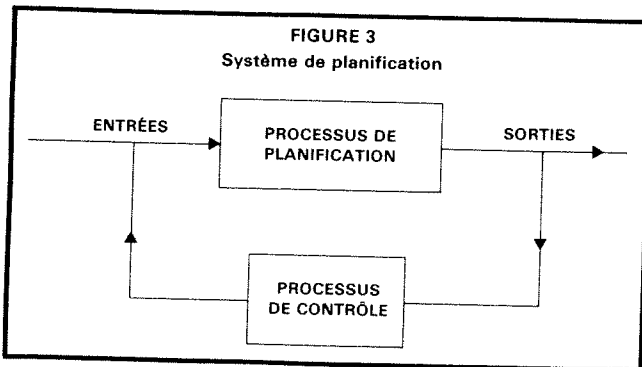 FIGURE 3
Système de planification
ENTRÉES
PROCESSUS DE
PLANIFICATION
SORTIES
PROCESSUS
DE CONTRÔLE